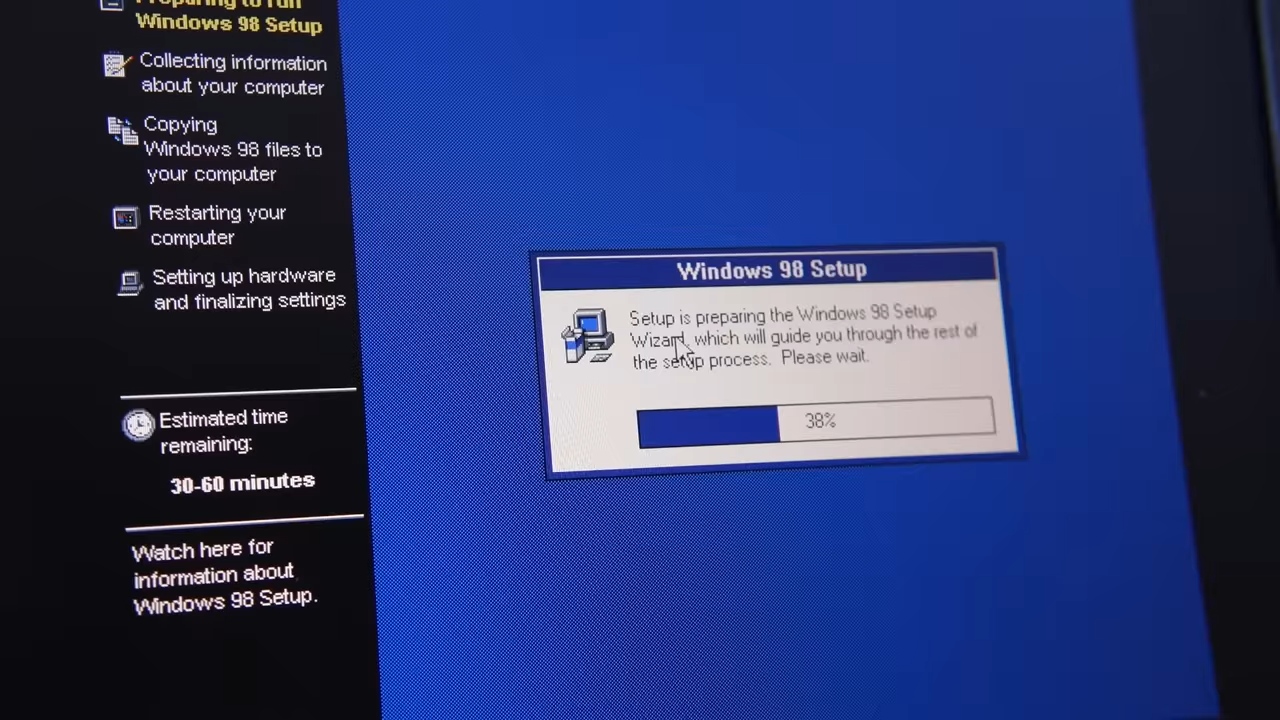 Preparing to run
Windows 98 Setup
Collecting information
about your computer
Copying
Windows 98 files to
your computer
Restarting your
computer
Setting up hardware
and finalizing settings
Estimated time
remaining:
30-60 minutes
Watch here for
information about
Windows 98 Setup.
Windows 98 Setup
Setup is preparing the Windows 98 Setup
Wizard, which will guide you through the rest of
the setup process. Please wait.
38%